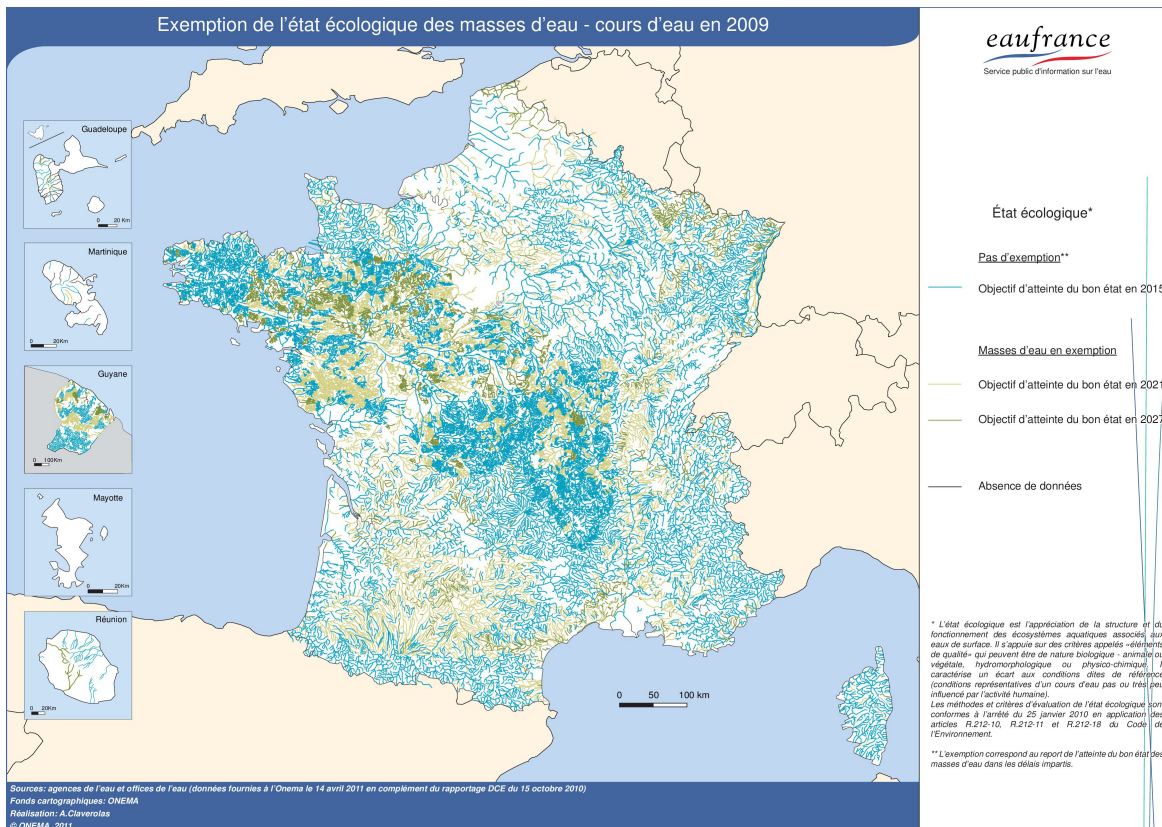 Exemption de l'état écologique des masses d'eau - cours d'eau en 2009
eaufrance
Service public d'information sur l'eau
Guadeloupe
0 20 Km
Martinique
0 20Km
Guyane
0 100Km
Mayotte
0 20Km
Réunion
0 20Km
0 50 100 km
État écologique*
Pas d'exemption**
Objectif d'atteinte du bon état en 2015
Masses d'eau en exemption
Objectif d'atteinte du bon état en 2021
Objectif d'atteinte du bon état en 2027
Absence de données
* L'état écologique est l'appréciation de la structure et du
fonctionnement des écosystèmes aquatiques associés aux
eaux de surface. Il s'appuie sur des critères appelés «éléments
de qualité» qui peuvent être de nature biologique - animale ou
végétale, hydromorphologique ou physico-chimique. Il
caractérise un écart aux conditions dites de référence
(conditions représentatives d'un cours d'eau pas ou très peu
influencé par l'activité humaine).
Les méthodes et critères d'évaluation de l'état écologique sont
conformes à l'arrêté du 25 janvier 2010 en application des
articles R.212-10, R.212-11 et R.212-18 du Code de
l'Environnement.
** L'exemption correspond au report de l'atteinte du bon état des
masses d'eau dans les délais impartis.
Sources: agences de l'eau et offices de l'eau (données fournies à l'Onema le 14 avril 2011 en complément du rapportage DCE du 15 octobre 2010)
Fonds cartographiques: ONEMA
Réalisation: A.Claverolas
© ONEMA, 2011